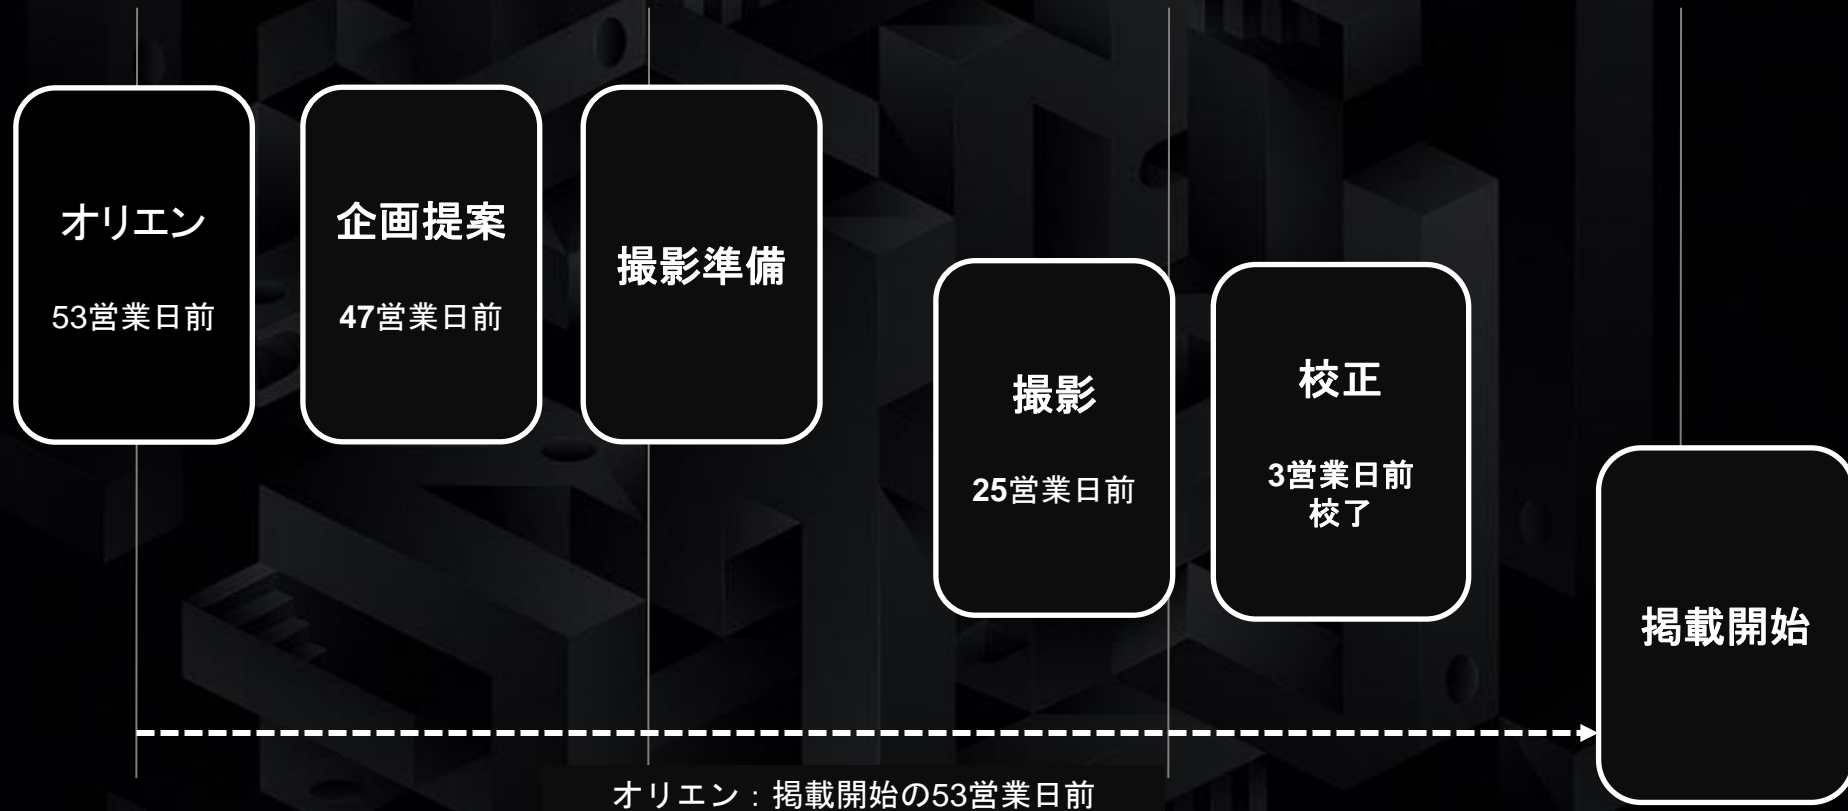 オリエン
53営業日前
企画提案
47営業日前
撮影準備
撮影
25営業日前
校正
3営業日前
校了
掲載開始
オリエン：掲載開始の53営業日前